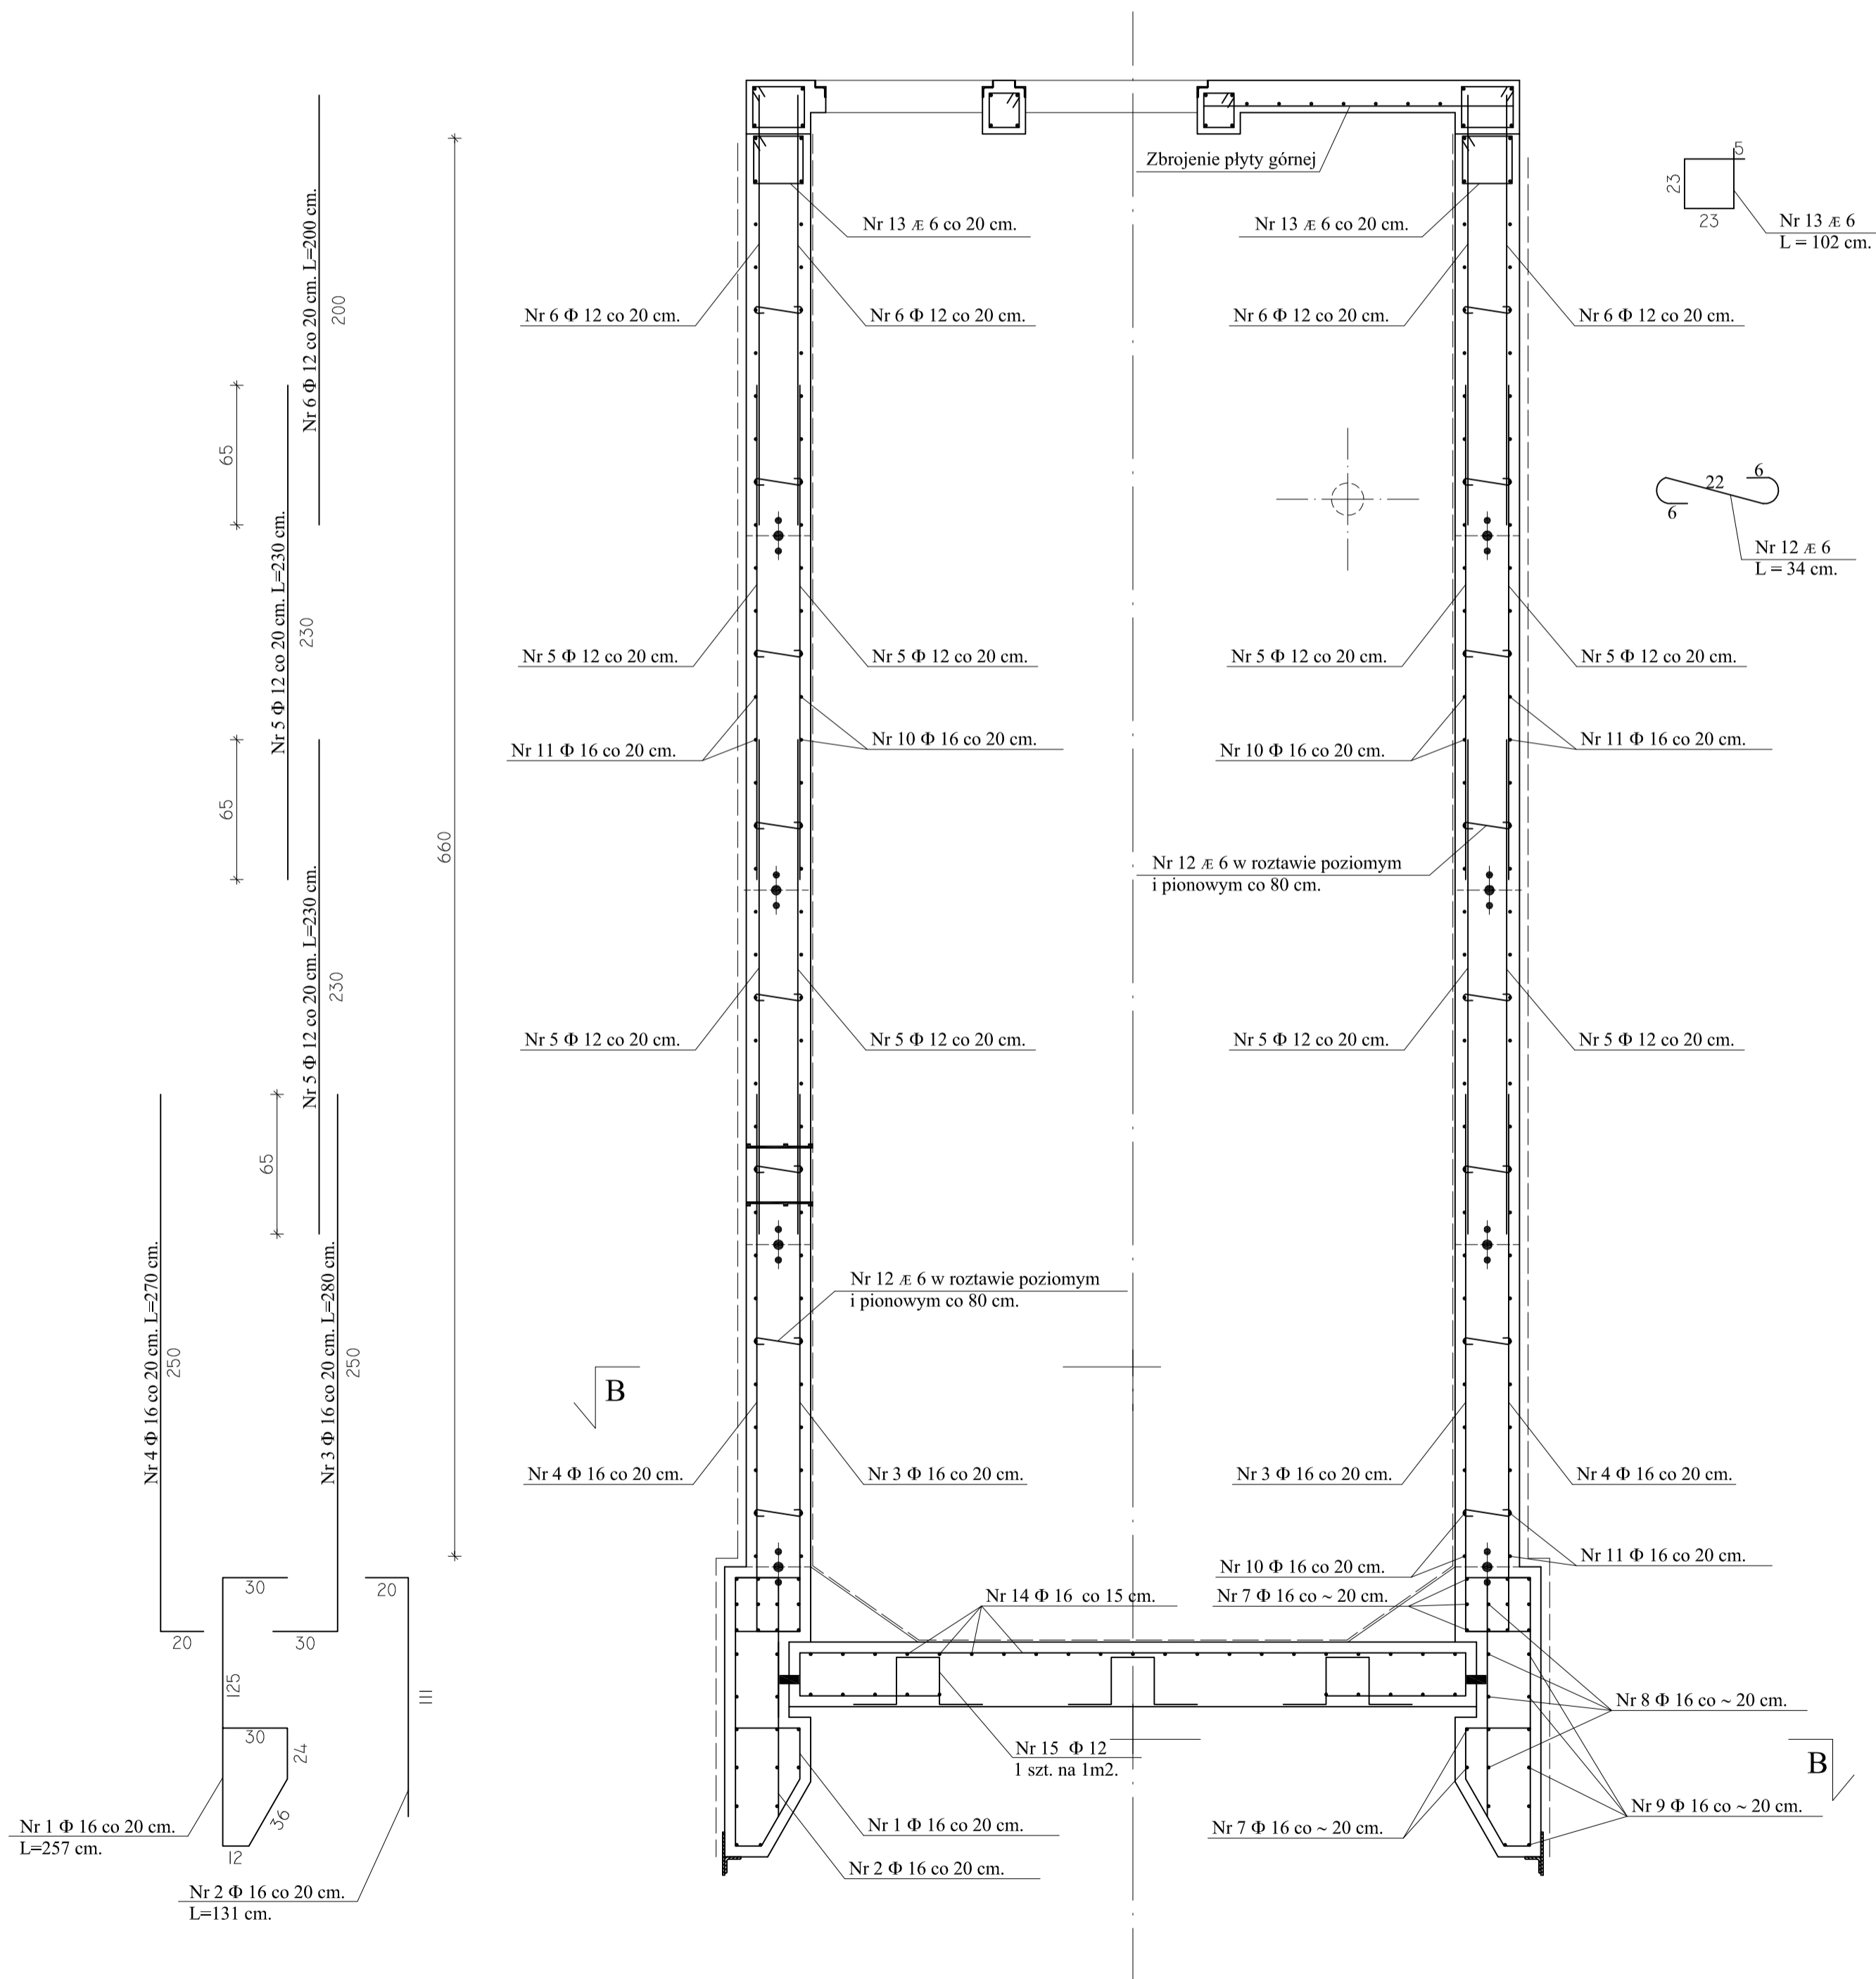 Zbrojenie płyty górnej
5
23
23
Nr 13 Æ 6
L = 102 cm.
Nr 13 Æ 6 co 20 cm.
Nr 13 Æ 6 co 20 cm.
Nr 6 Φ 12 co 20 cm. L=200 cm.
200
Nr 6 Φ 12 co 20 cm.
Nr 6 Φ 12 co 20 cm.
Nr 6 Φ 12 co 20 cm.
Nr 6 Φ 12 co 20 cm.
65
22
6
6
Nr 12 Æ 6
L = 34 cm.
Nr 5 Φ 12 co 20 cm. L=230 cm.
230
Nr 5 Φ 12 co 20 cm.
Nr 5 Φ 12 co 20 cm.
Nr 5 Φ 12 co 20 cm.
Nr 5 Φ 12 co 20 cm.
Nr 11 Φ 16 co 20 cm.
Nr 10 Φ 16 co 20 cm.
Nr 10 Φ 16 co 20 cm.
Nr 11 Φ 16 co 20 cm.
65
660
Nr 12 Æ 6 w roztawie poziomym
i pionowym co 80 cm.
Nr 5 Φ 12 co 20 cm. L=230 cm.
230
Nr 5 Φ 12 co 20 cm.
Nr 5 Φ 12 co 20 cm.
Nr 5 Φ 12 co 20 cm.
Nr 5 Φ 12 co 20 cm.
65
Nr 4 Φ 16 co 20 cm. L=270 cm.
250
Nr 3 Φ 16 co 20 cm. L=280 cm.
250
Nr 12 Æ 6 w roztawie poziomym
i pionowym co 80 cm.
B
Nr 4 Φ 16 co 20 cm.
Nr 3 Φ 16 co 20 cm.
Nr 3 Φ 16 co 20 cm.
Nr 4 Φ 16 co 20 cm.
Nr 10 Φ 16 co 20 cm.
Nr 11 Φ 16 co 20 cm.
30
20
Nr 14 Φ 16 co 15 cm.
Nr 7 Φ 16 co ~ 20 cm.
20
30
125
111
Nr 8 Φ 16 co ~ 20 cm.
30
24
Nr 15 Φ 12
1 szt. na 1m2.
B
36
Nr 1 Φ 16 co 20 cm.
L=257 cm.
12
Nr 1 Φ 16 co 20 cm.
Nr 7 Φ 16 co ~ 20 cm.
Nr 9 Φ 16 co ~ 20 cm.
Nr 2 Φ 16 co 20 cm.
Nr 2 Φ 16 co 20 cm.
L=131 cm.